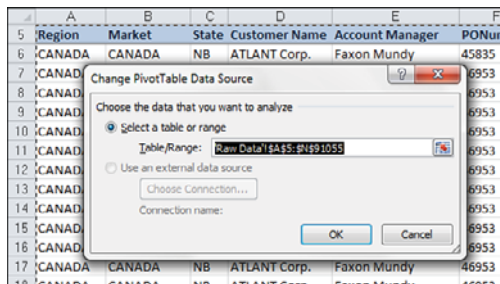 A B C D E F
5 Region Market State Customer Name Account Manager PONum
6 CANADA CANADA NB ATLANT Corp. Faxon Mundy 45835
7 CANAD 6953
Change PivotTable Data Source
8 CANAD 6953
9 CANAD 6953
Choose the data that you want to analyze
10 CANAD 6953
Select a table or range
11 CANAD 6953
Table/Range: 'Raw Data'!$A$5:$N$91055
12 CANAD 6953
Use an external data source
13 CANAD 6953
Choose Connection...
14 CANAD 6953
Connection name:
15 CANAD 6953
OK Cancel
16 CANAD 6953
17 CANADA CANADA NB ATLANT Corp. Faxon Mundy 46953